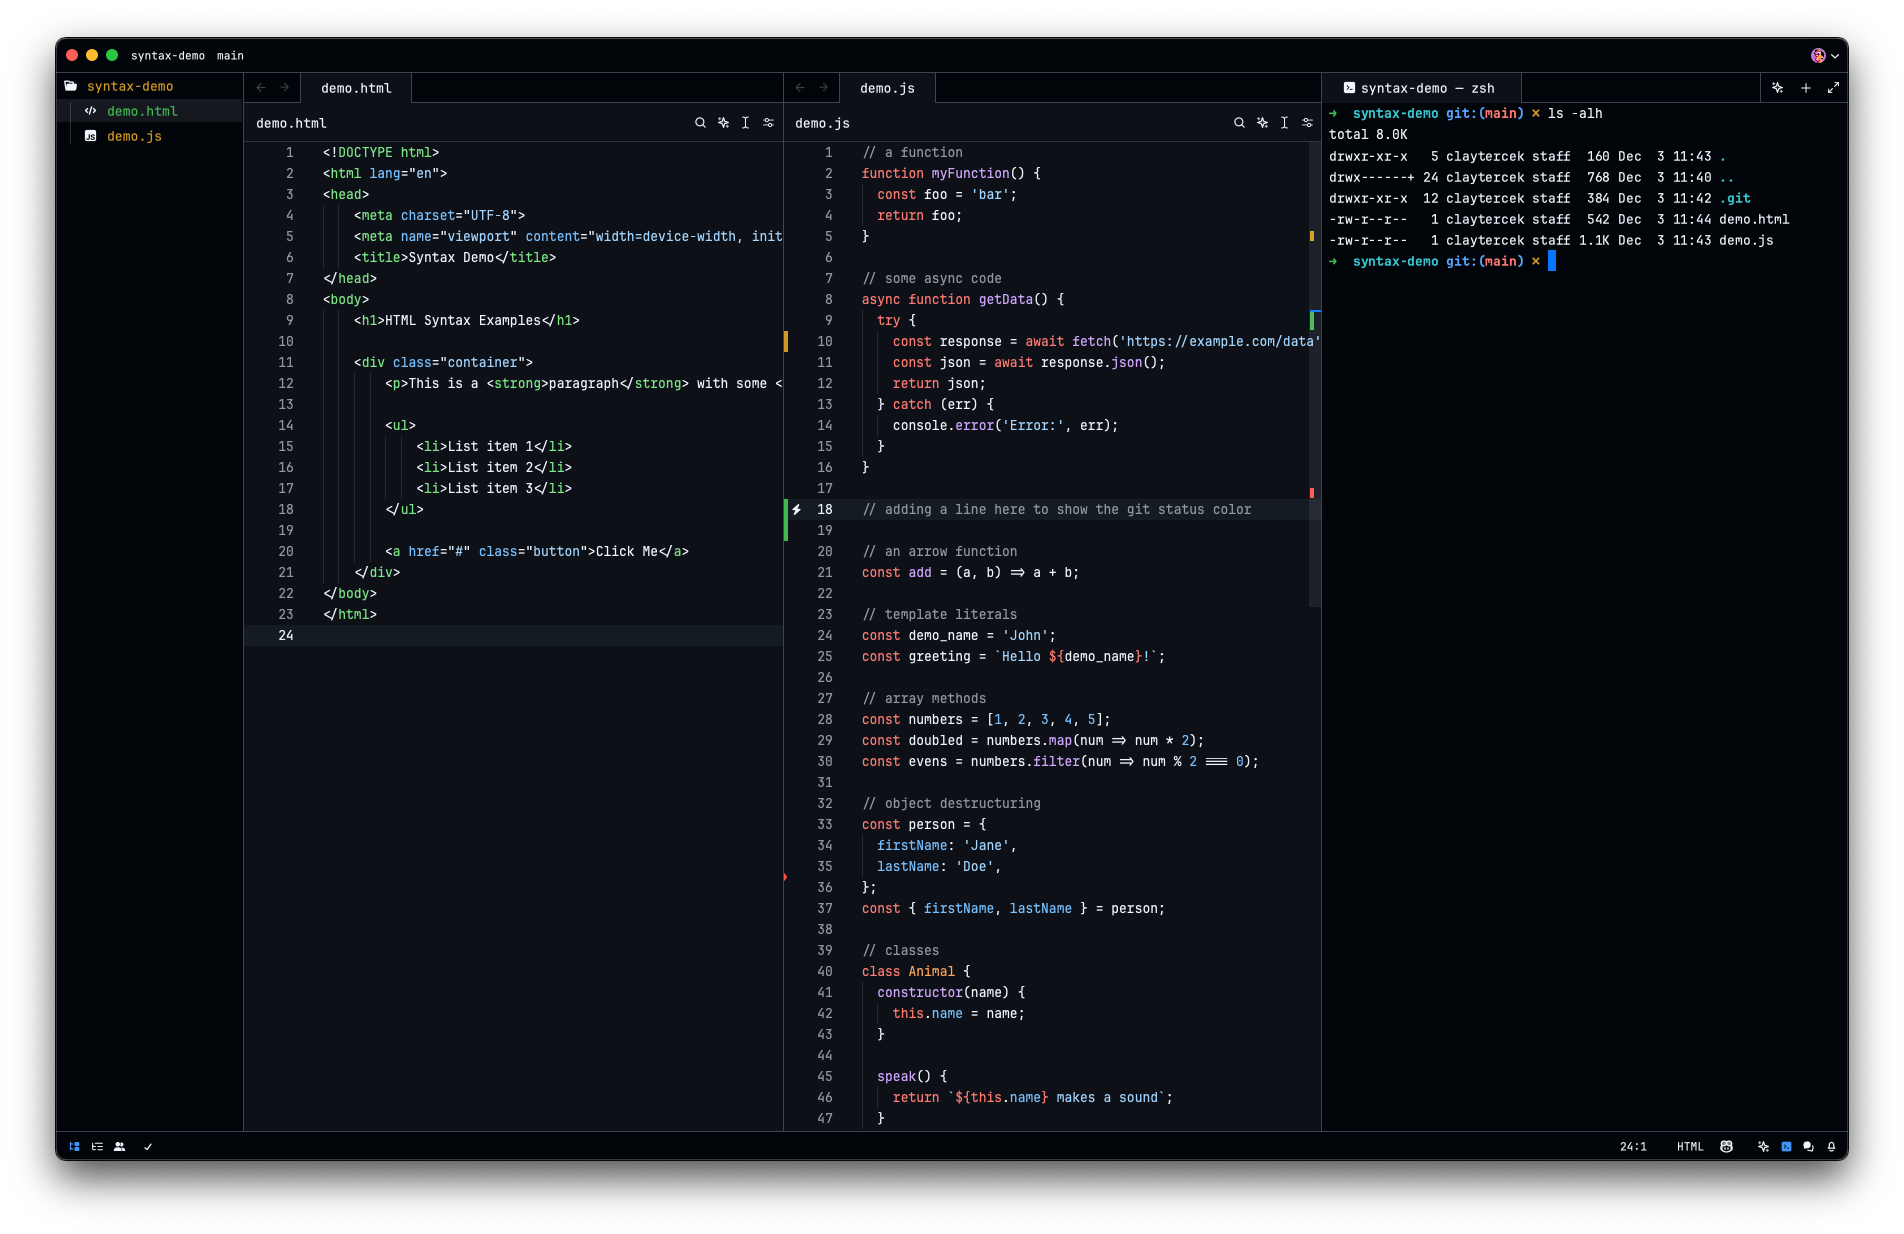 syntax-demo main
syntax-demo
demo.html
demo.js
demo.html
demo.html
1 <!DOCTYPE html>
2 <html lang="en">
3 <head>
4     <meta charset="UTF-8">
5     <meta name="viewport" content="width=device-width, init
6     <title>Syntax Demo</title>
7 </head>
8 <body>
9     <h1>HTML Syntax Examples</h1>
10
11     <div class="container">
12         <p>This is a <strong>paragraph</strong> with some <
13
14         <ul>
15             <li>List item 1</li>
16             <li>List item 2</li>
17             <li>List item 3</li>
18         </ul>
19
20         <a href="#" class="button">Click Me</a>
21     </div>
22 </body>
23 </html>
24
demo.js
demo.js
1 // a function
2 function myFunction() {
3   const foo = 'bar';
4   return foo;
5 }
6
7 // some async code
8 async function getData() {
9   try {
10     const response = await fetch('https://example.com/data'
11     const json = await response.json();
12     return json;
13   } catch (err) {
14     console.error('Error:', err);
15   }
16 }
17
18 // adding a line here to show the git status color
19
20 // an arrow function
21 const add = (a, b) => a + b;
22
23 // template literals
24 const demo_name = 'John';
25 const greeting = `Hello ${demo_name}!`;
26
27 // array methods
28 const numbers = [1, 2, 3, 4, 5];
29 const doubled = numbers.map(num => num * 2);
30 const evens = numbers.filter(num => num % 2 === 0);
31
32 // object destructuring
33 const person = {
34   firstName: 'Jane',
35   lastName: 'Doe',
36 };
37 const { firstName, lastName } = person;
38
39 // classes
40 class Animal {
41   constructor(name) {
42     this.name = name;
43   }
44
45   speak() {
46     return `${this.name} makes a sound`;
47   }
syntax-demo — zsh
➜  syntax-demo git:(main) × ls -alh
total 8.0K
drwxr-xr-x   5 claytercek staff  160 Dec  3 11:43 .
drwx------+ 24 claytercek staff  768 Dec  3 11:40 ..
drwxr-xr-x  12 claytercek staff  384 Dec  3 11:42 .git
-rw-r--r--   1 claytercek staff  542 Dec  3 11:44 demo.html
-rw-r--r--   1 claytercek staff 1.1K Dec  3 11:43 demo.js
➜  syntax-demo git:(main) ×
24:1 HTML